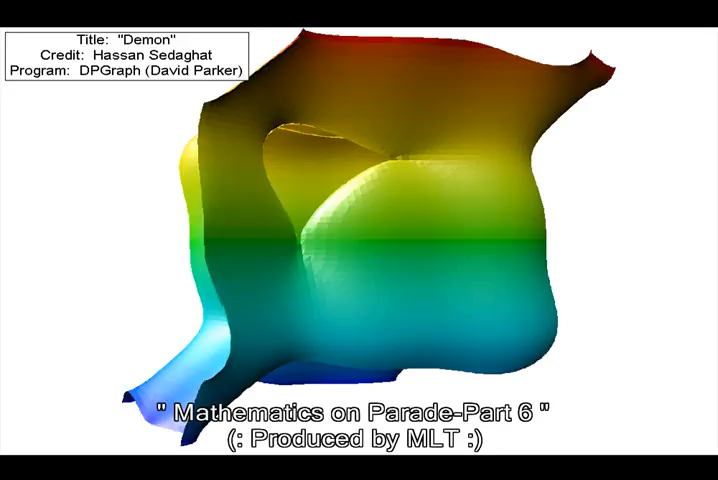 Title: "Demon"
Credit: Hassan Sedaghat
Program: DPGraph (David Parker)
" Mathematics on Parade-Part 6 "
(: Produced by MLT :)